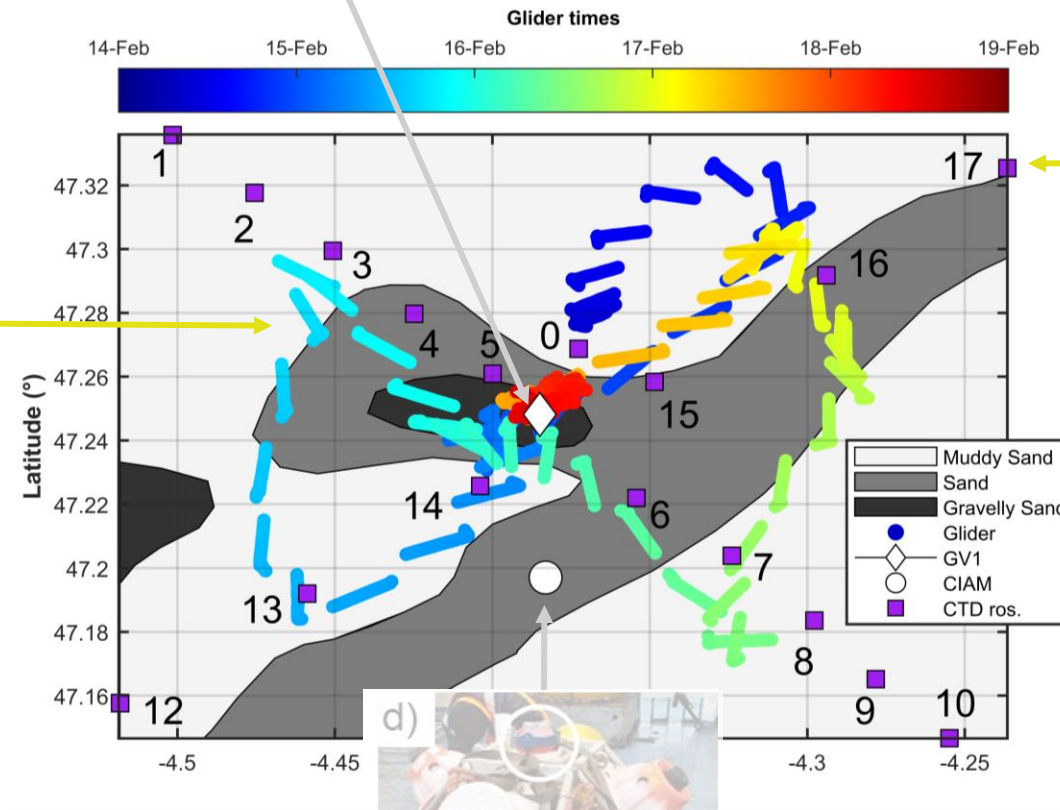 Glider times
14-Feb 15-Feb 16-Feb 17-Feb 18-Feb 19-Feb
1
17
2
3
16
4
5
0
15
14
6
7
13
8
9
12
10
47.32
47.3
47.28
47.26
47.24
47.22
47.2
47.18
47.16
Latitude (°)
Muddy Sand
Sand
Gravelly Sand
Glider
GV1
CIAM
CTD ros.
d)
-4.5 -4.45 -4.3 -4.25